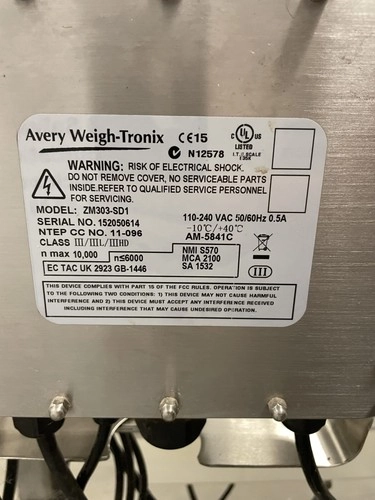 Avery Weigh-Tronix CE15
N12578
C UL US
LISTED
I.T.E. SCALE
WARNING: RISK OF ELECTRICAL SHOCK.
DO NOT REMOVE COVER, NO SERVICEABLE PARTS
INSIDE.REFER TO QUALIFIED SERVICE PERSONNEL
FOR SERVICING.
MODEL: ZM303-SD1
SERIAL NO. 152050614
NTEP CC NO. 11-096
CLASS III/IIIL/IIIHD
n max 10,000 n≤6000
EC TAC UK 2923 GB-1446
110-240 VAC 50/60Hz 0.5A
-10°C/+40°C
AM-5841C
NMI S570
MCA 2100
SA 1532
III
THIS DEVICE COMPLIES WITH PART 15 OF THE FCC RULES. OPERATION IS SUBJECT
TO THE FOLLOWING TWO CONDITIONS: 1) THIS DEVICE MAY NOT CAUSE HARMFUL
INTERFERENCE AND 2) THIS DEVICE MUST ACCEPT ANY INTERFERENCE RECEIVED
INCLUDING INTERFERENCE THAT MAY CAUSE UNDESIRED OPERATION.